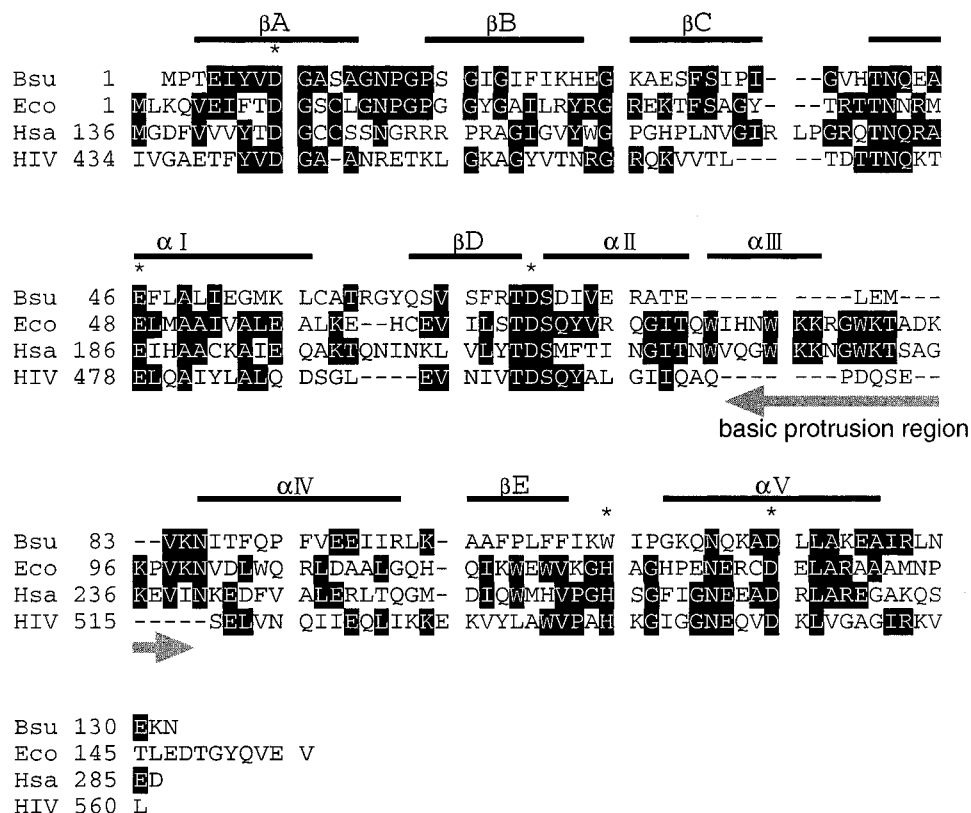 βA βB βC
*
Bsu 1 MPTEIYVD GASAGNPGPS GIGIFIKHEG KAESFSIPI- --GVHTNQEA
Eco 1 MLKQVEIFTD GSCLGNPGPG GYGAILRYRG REKTFSAGY- --TRTTNNRM
Hsa 136 MGDFVVVYTD GCCSSNGRRR PRAGIGVYWG PGHPLNVGIR LPGRQTNQRA
HIV 434 IVGAETFYVD GA-ANRETKL GKAGYVTNRG RQKVVTL--- --TDTTNQKT
αI βD αII αIII
* *
Bsu 46 EFLALIEGMK LCATRGYQSV SFRTDSDIVE RATE------ ------LEM---
Eco 48 ELMAAIVALE ALKE--HCEV ILSTDSQYVR QGITQWIHNW KKRGWKTADK
Hsa 186 EIHAACKAIE QAKTQNINKL VLYTDSMFTI NGITNWVQGW KKNGWKTSAG
HIV 478 ELQAIYLALQ DSGL----EV NIVTDSQYAL GIIQAQ---- --PDQSE--
basic protrusion region
αIV βE αV
* *
Bsu 83 --VKNITFQP FVEEIIRLK- AAFPLFFIKW IPGKQNQKAD LLAKEAIRLN
Eco 96 KPVKNVDLWQ RLDAALGQH- QIKWEWVKGH AGHPENERCD ELARAAAMNP
Hsa 236 KEVINKEDFV ALERLTQGM- DIQWMHVPGH SGFIGNEEAD RLAREGAKQS
HIV 515 -----SELVN QIIEQLIKKE KVYLAWVPAH KGIGGNEQVD KLVGAGIRKV
Bsu 130 EKN
Eco 145 TLEDTGYQVE V
Hsa 285 ED
HIV 560 L